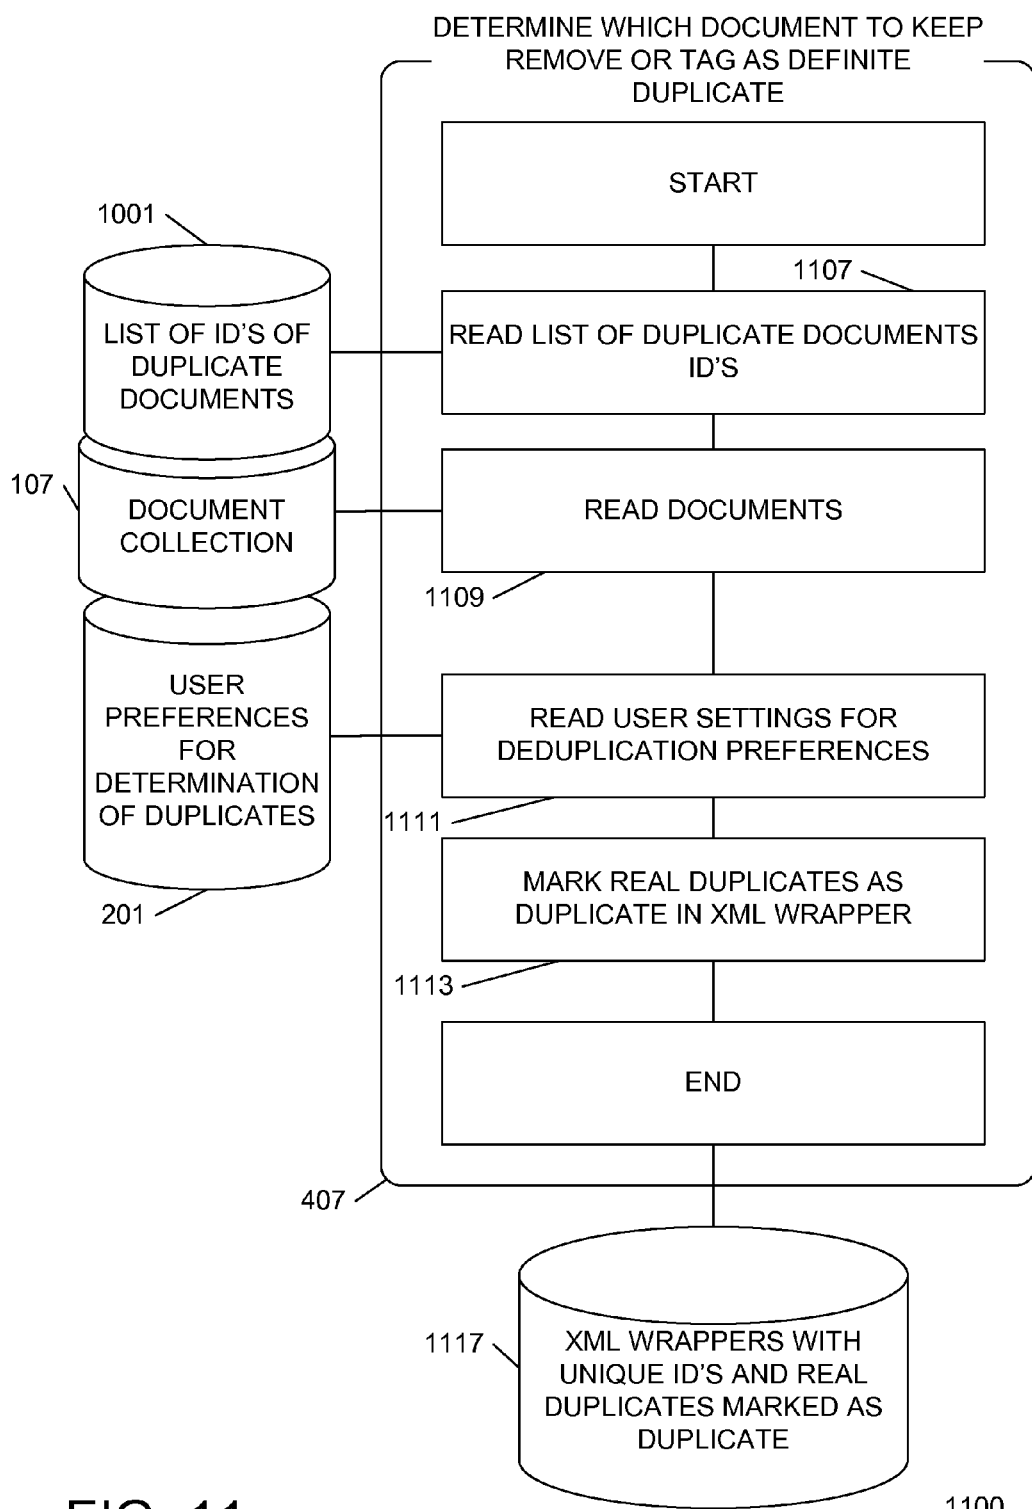 DETERMINE WHICH DOCUMENT TO KEEP
REMOVE OR TAG AS DEFINITE
DUPLICATE
START
1001
1107
LIST OF ID'S OF
DUPLICATE
DOCUMENTS
READ LIST OF DUPLICATE DOCUMENTS
ID'S
107
DOCUMENT
COLLECTION
READ DOCUMENTS
1109
USER
PREFERENCES
FOR
DETERMINATION
OF DUPLICATES
READ USER SETTINGS FOR
DEDUPLICATION PREFERENCES
1111
201
MARK REAL DUPLICATES AS
DUPLICATE IN XML WRAPPER
1113
END
407
1117
XML WRAPPERS WITH
UNIQUE ID'S AND REAL
DUPLICATES MARKED AS
DUPLICATE
FIG. 11
1100